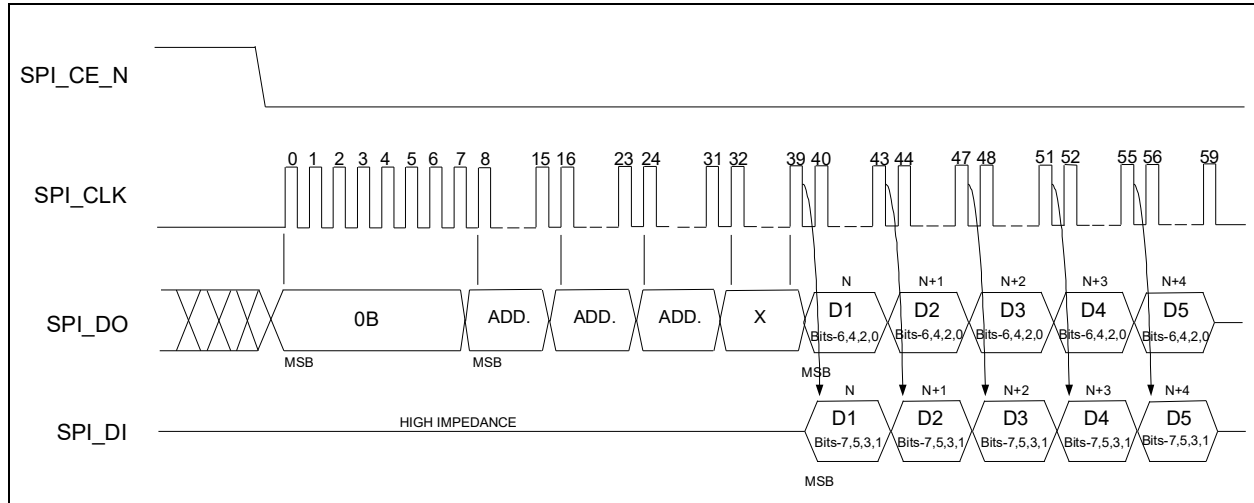 SPI_CE_N
0 1 2 3 4 5 6 7 8 15 16 23 24 31 32 39 40 43 44 47 48 51 52 55 56 59
SPI_CLK
N N+1 N+2 N+3 N+4
SPI_DO
0B ADD. ADD. ADD. X D1 D2 D3 D4 D5
Bits-6,4,2,0 Bits-6,4,2,0 Bits-6,4,2,0 Bits-6,4,2,0 Bits-6,4,2,0
MSB MSB MSB
N N+1 N+2 N+3 N+4
SPI_DI
HIGH IMPEDANCE D1 D2 D3 D4 D5
Bits-7,5,3,1 Bits-7,5,3,1 Bits-7,5,3,1 Bits-7,5,3,1 Bits-7,5,3,1
MSB